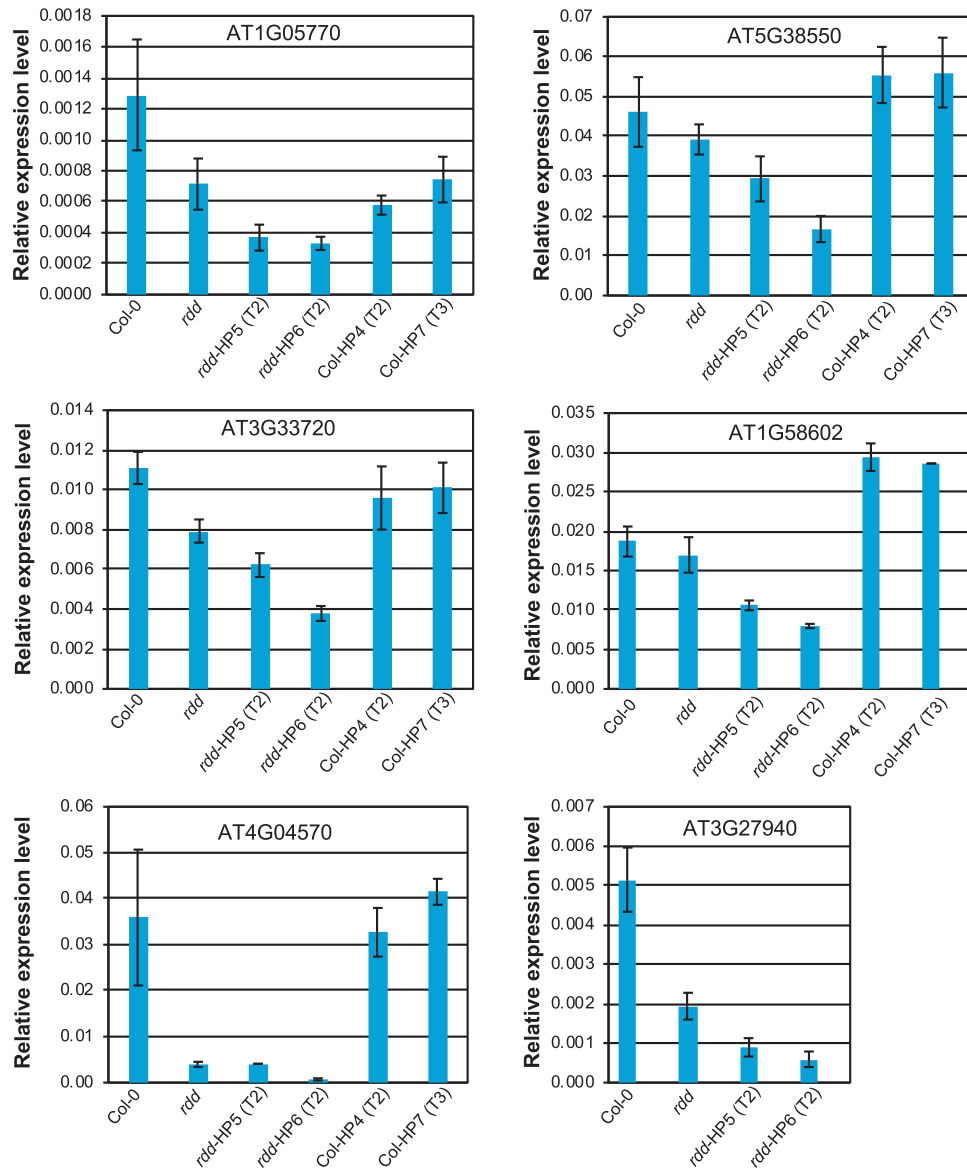 AT1G05770
Relative expression level
0.0018
0.0016
0.0014
0.0012
0.0010
0.0008
0.0006
0.0004
0.0002
0.0000
Col-0
rdd
rdd-HP5 (T2)
rdd-HP6 (T2)
Col-HP4 (T2)
Col-HP7 (T3)
AT5G38550
Relative expression level
0.07
0.06
0.05
0.04
0.03
0.02
0.01
0.00
Col-0
rdd
rdd-HP5 (T2)
rdd-HP6 (T2)
Col-HP4 (T2)
Col-HP7 (T3)
AT3G33720
Relative expression level
0.014
0.012
0.010
0.008
0.006
0.004
0.002
0.000
Col-0
rdd
rdd-HP5 (T2)
rdd-HP6 (T2)
Col-HP4 (T2)
Col-HP7 (T3)
AT1G58602
Relative expression level
0.035
0.030
0.025
0.020
0.015
0.010
0.005
0.000
Col-0
rdd
rdd-HP5 (T2)
rdd-HP6 (T2)
Col-HP4 (T2)
Col-HP7 (T3)
AT4G04570
Relative expression level
0.06
0.05
0.04
0.03
0.02
0.01
0.00
Col-0
rdd
rdd-HP5 (T2)
rdd-HP6 (T2)
Col-HP4 (T2)
Col-HP7 (T3)
AT3G27940
Relative expression level
0.007
0.006
0.005
0.004
0.003
0.002
0.001
0.000
Col-0
rdd
rdd-HP5 (T2)
rdd-HP6 (T2)